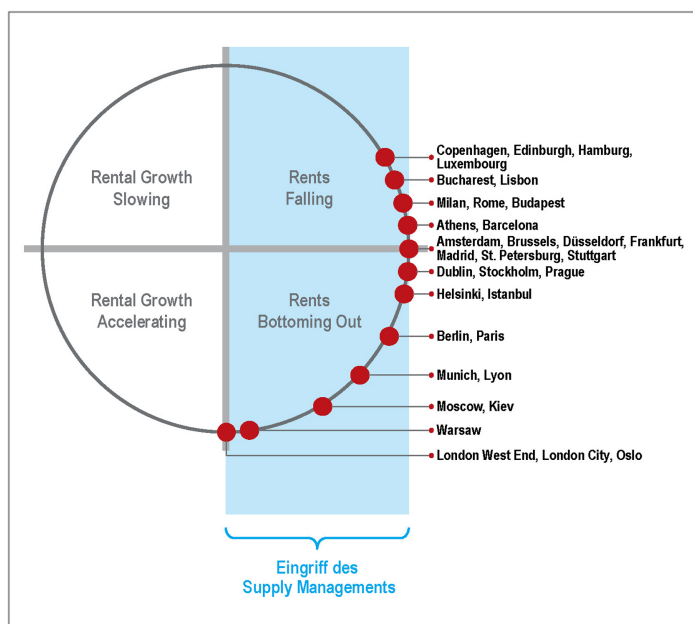 Rental Growth
Slowing
Rents
Falling
Rental Growth
Accelerating
Rents
Bottoming Out
Copenhagen, Edinburgh, Hamburg,
Luxembourg
Bucharest, Lisbon
Milan, Rome, Budapest
Athens, Barcelona
Amsterdam, Brussels, Düsseldorf, Frankfurt,
Madrid, St. Petersburg, Stuttgart
Dublin, Stockholm, Prague
Helsinki, Istanbul
Berlin, Paris
Munich, Lyon
Moscow, Kiev
Warsaw
London West End, London City, Oslo
Eingriff des
Supply Managements